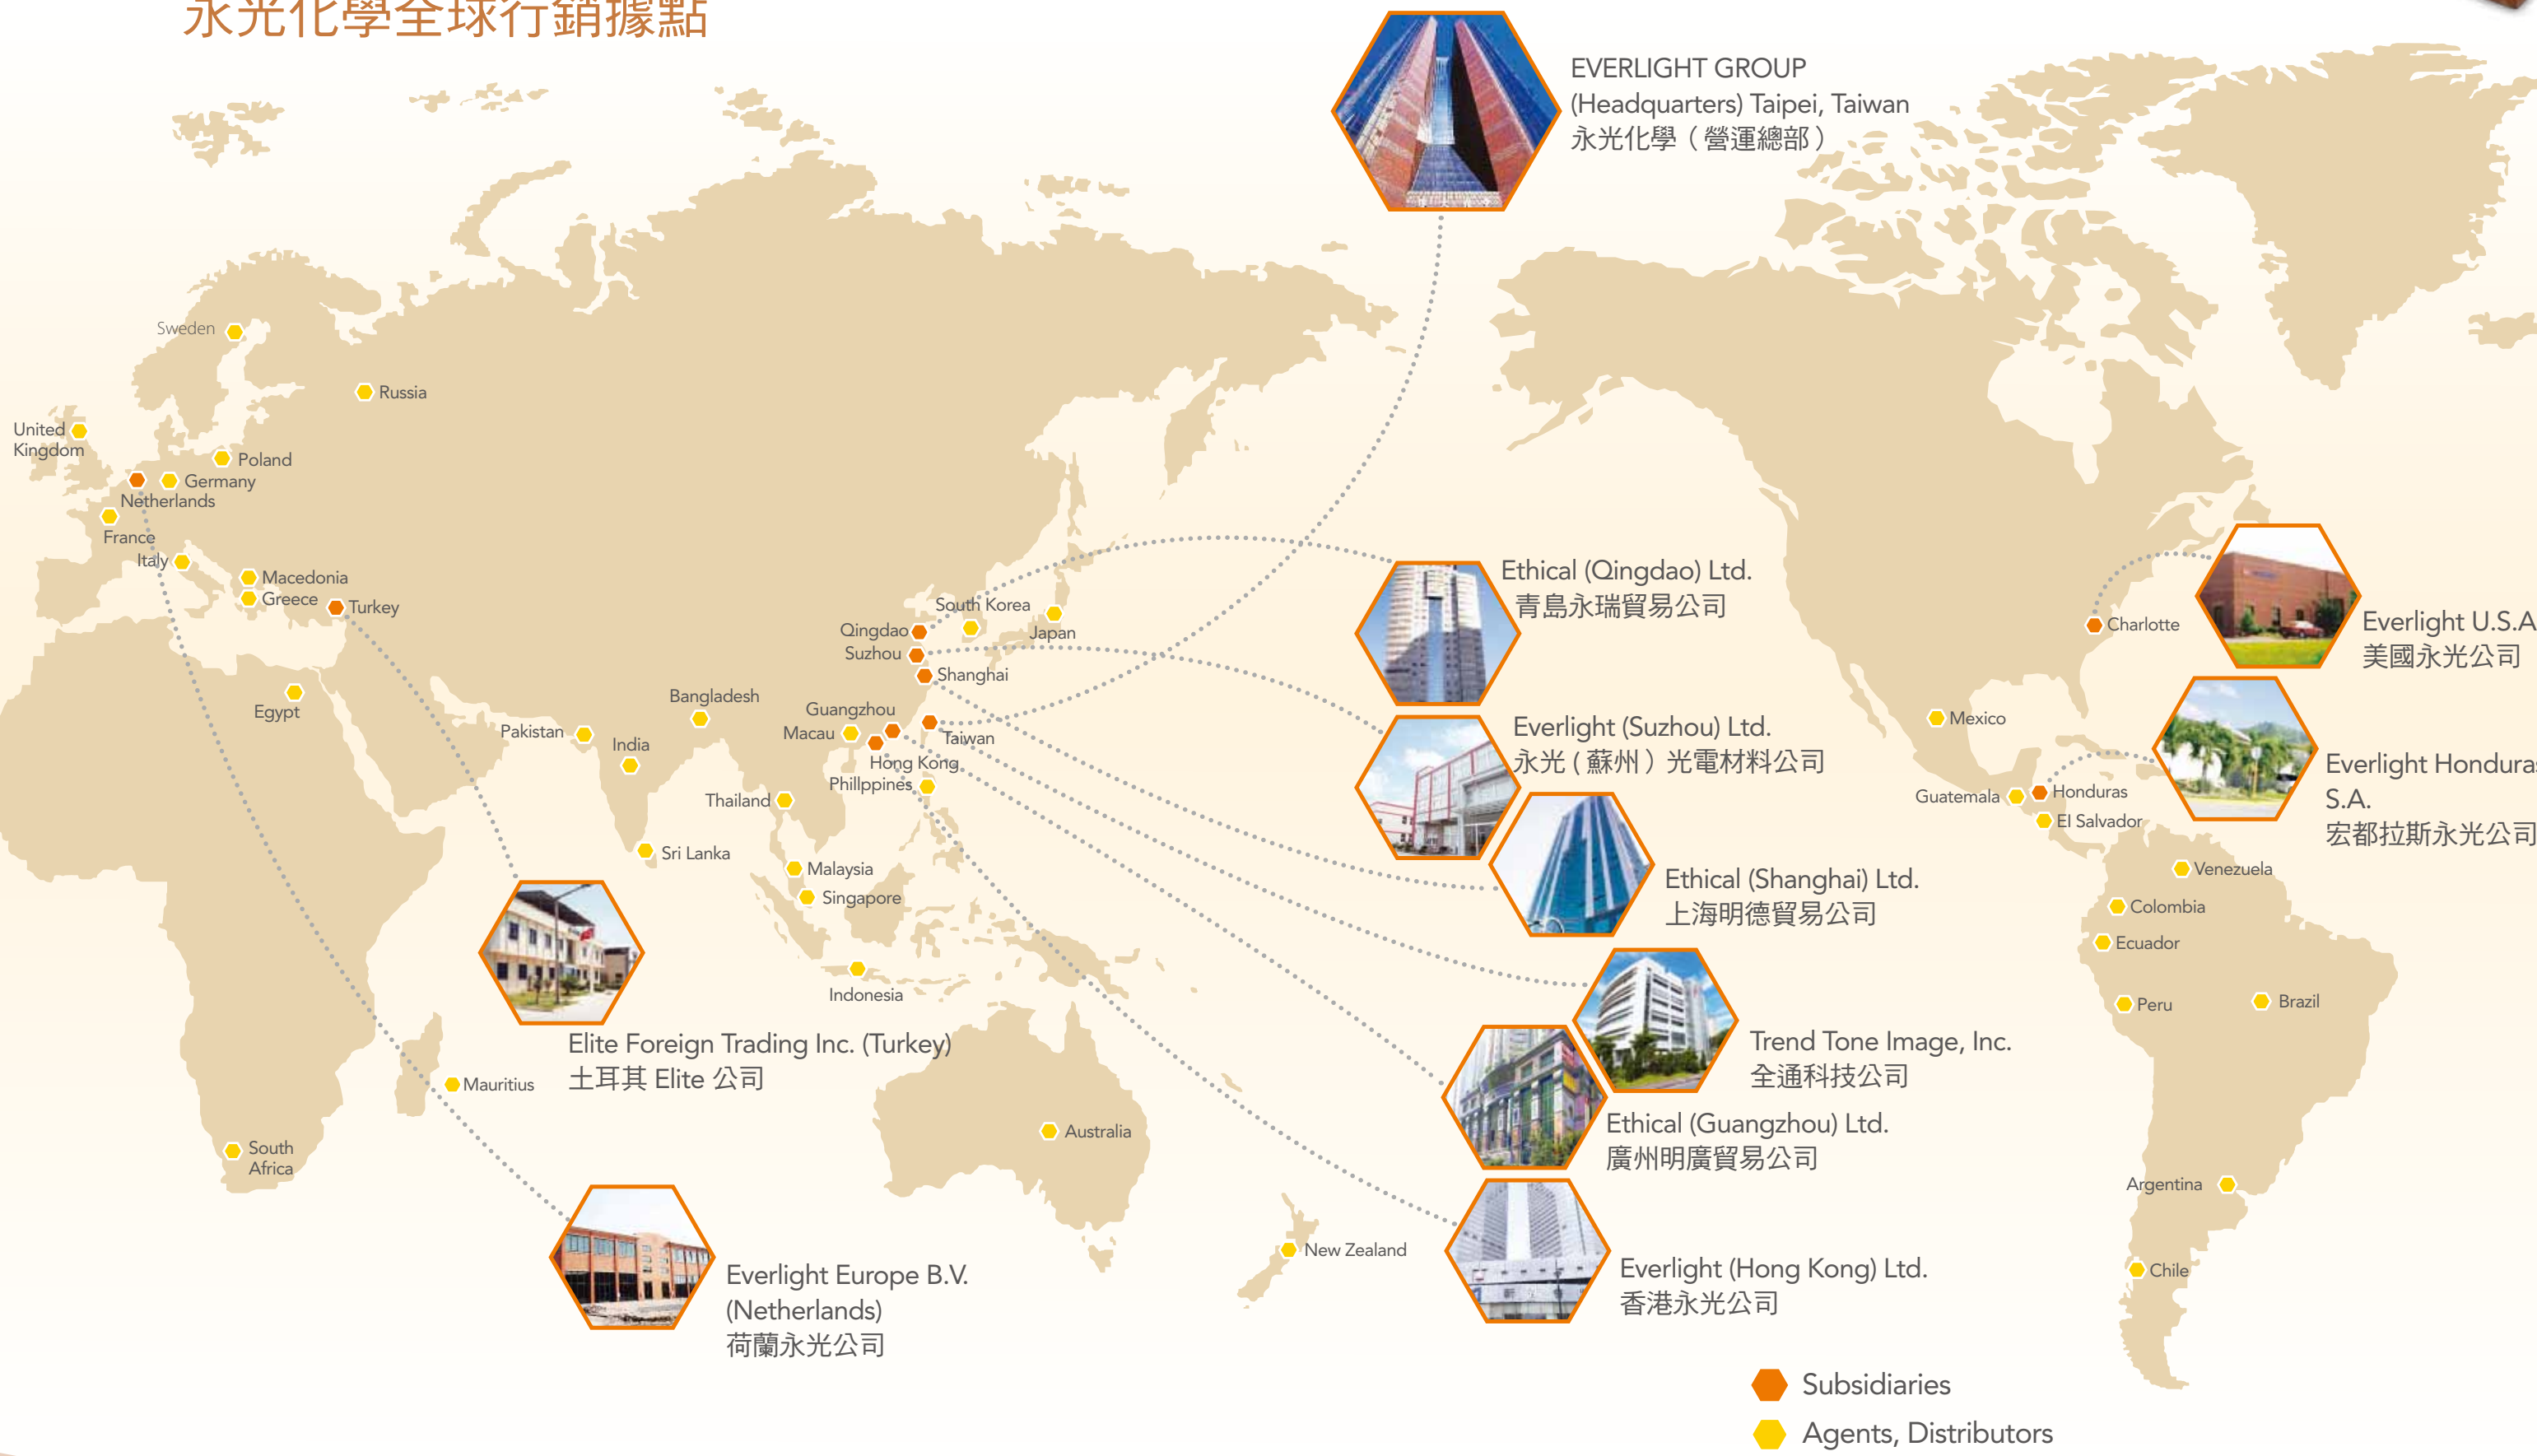 永光化學全球行銷據點
EVERLIGHT GROUP
(Headquarters) Taipei, Taiwan
永光化學（營運總部）
Sweden
Russia
United
Kingdom
Poland
Germany
Netherlands
France
Italy
Macedonia
Greece
Turkey
Egypt
Pakistan
India
Bangladesh
Sri Lanka
Thailand
Malaysia
Singapore
Indonesia
Qingdao
Suzhou
Shanghai
South Korea
Japan
Guangzhou
Macau
Taiwan
Hong Kong
Phillppines
Mauritius
South
Africa
Australia
New Zealand
Charlotte
Mexico
Guatemala
Honduras
El Salvador
Venezuela
Colombia
Ecuador
Peru
Brazil
Argentina
Chile
Ethical (Qingdao) Ltd.
青島永瑞貿易公司
Everlight (Suzhou) Ltd.
永光(蘇州）光電材料公司
Ethical (Shanghai) Ltd.
上海明德貿易公司
Trend Tone Image, Inc.
全通科技公司
Ethical (Guangzhou) Ltd.
廣州明廣貿易公司
Everlight (Hong Kong) Ltd.
香港永光公司
Everlight U.S.A
美國永光公司
Everlight Honduras
S.A.
宏都拉斯永光公司
Elite Foreign Trading Inc. (Turkey)
土耳其 Elite 公司
Everlight Europe B.V.
(Netherlands)
荷蘭永光公司
Subsidiaries
Agents, Distributors